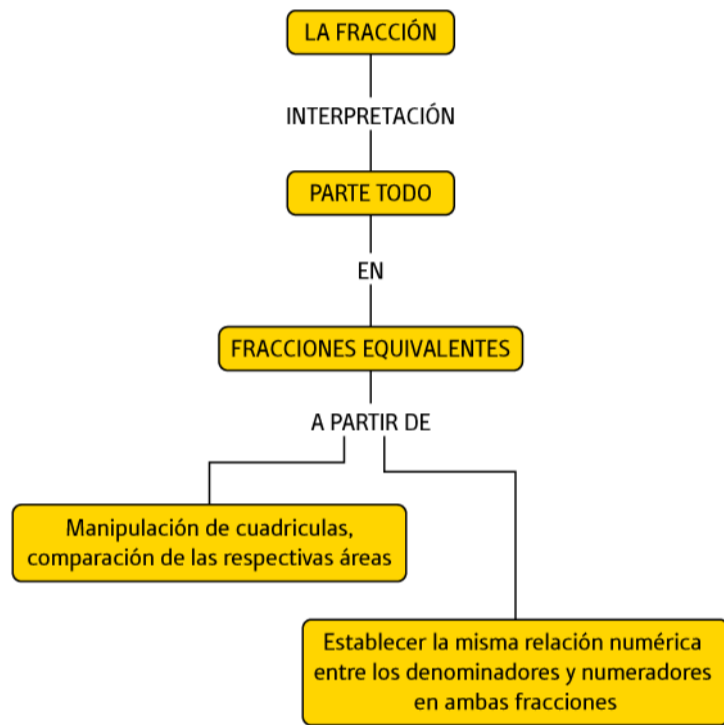 LA FRACCIÓN
INTERPRETACIÓN
PARTE TODO
EN
FRACCIONES EQUIVALENTES
A PARTIR DE
Manipulación de cuadriculas,
comparación de las respectivas áreas
Establecer la misma relación numérica
entre los denominadores y numeradores
en ambas fracciones